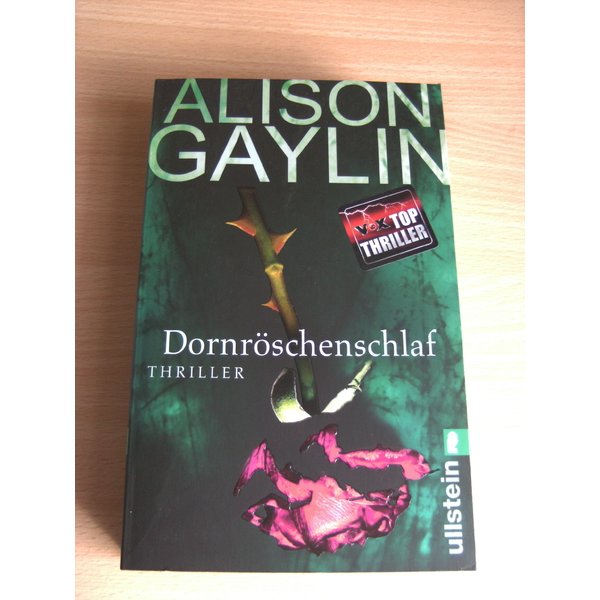 ALISON
GAYLIN
VOX TOP
THRILLER
Dornröschenschlaf
THRILLER
ullstein